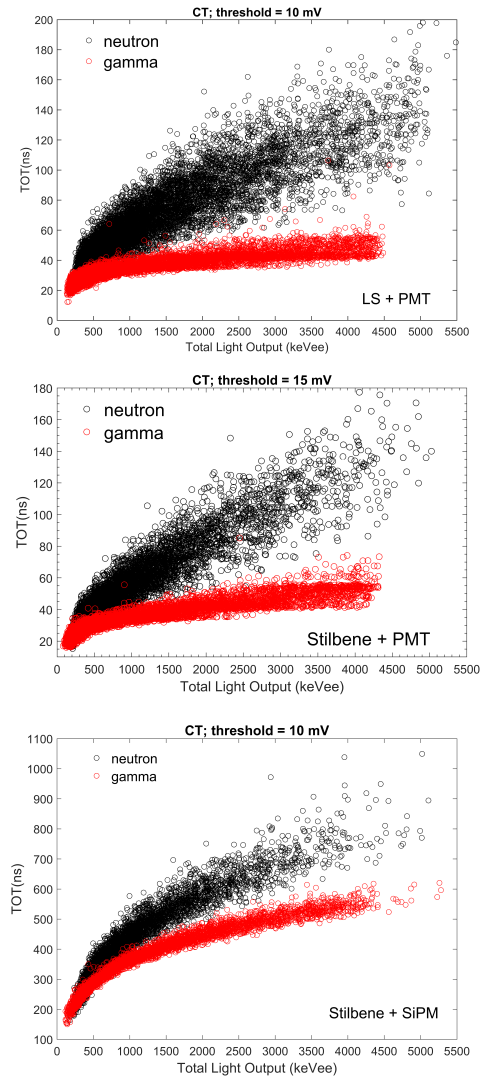 CT; threshold = 10 mV
200
180
160
140
120
100
80
60
40
20
0
TOT(ns)
neutron
gamma
LS + PMT
0 500 1000 1500 2000 2500 3000 3500 4000 4500 5000 5500
Total Light Output (keVee)
CT; threshold = 15 mV
180
160
140
120
100
80
60
40
20
TOT(ns)
neutron
gamma
Stilbene + PMT
0 500 1000 1500 2000 2500 3000 3500 4000 4500 5000 5500
Total Light Output (keVee)
CT; threshold = 10 mV
1100
1000
900
800
700
600
500
400
300
200
100
TOT(ns)
neutron
gamma
Stilbene + SiPM
0 500 1000 1500 2000 2500 3000 3500 4000 4500 5000 5500
Total Light Output (keVee)